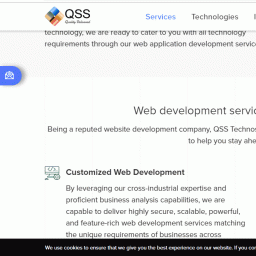 QSS
Quality Technosol
Services
Technologies
technology, we are ready to cater to you with all technology
requirements through our web application development service
Web development servic
Being a reputed website development company, QSS Technos
to help you stay ahe
Customized Web Development
By leveraging our cross-industrial expertise and
proficient business analysis capabilities, we are
capable to deliver highly secure, scalable, powerful,
and feature-rich web development services matching
the unique requirements of businesses across
We use cookies to ensure that we give you the best experience on our website. If you con